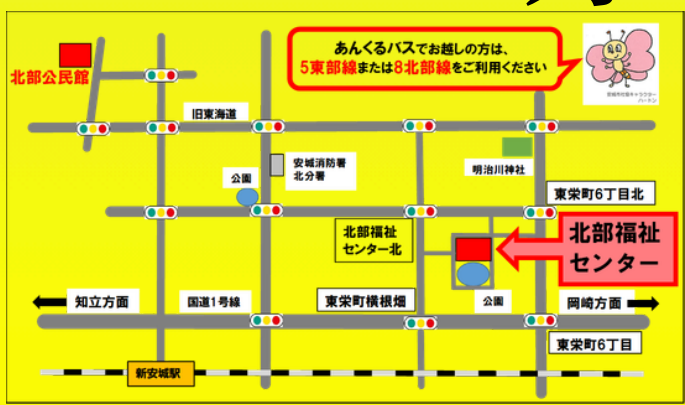 あんくるバスでお越しの方は、
5東部線または8北部線をご利用ください
北部公民館
旧東海道
安城消防署
北分署
公園
明治川神社
東栄町6丁目北
北部福祉
センター北
北部福祉
センター
知立方面
国道1号線
東栄町横根畑
公園
岡崎方面
東栄町6丁目
新安城駅